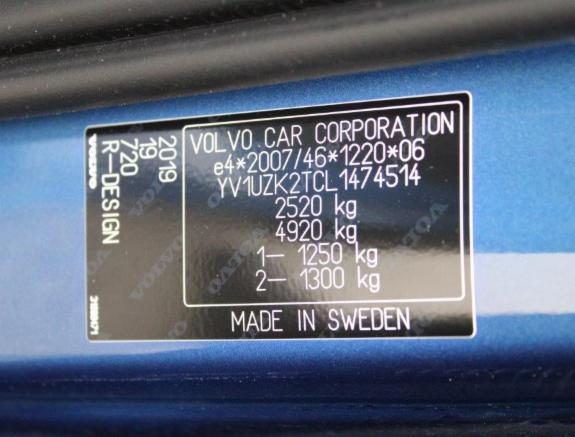 VOLVO CAR CORPORATION
e4*2007/46*1220*06
YV1UZK2TCL1474514
2520 kg
4920 kg
1— 1250 kg
2— 1300 kg
MADE IN SWEDEN
2019
19
720
R—DESIGN
VOLVO